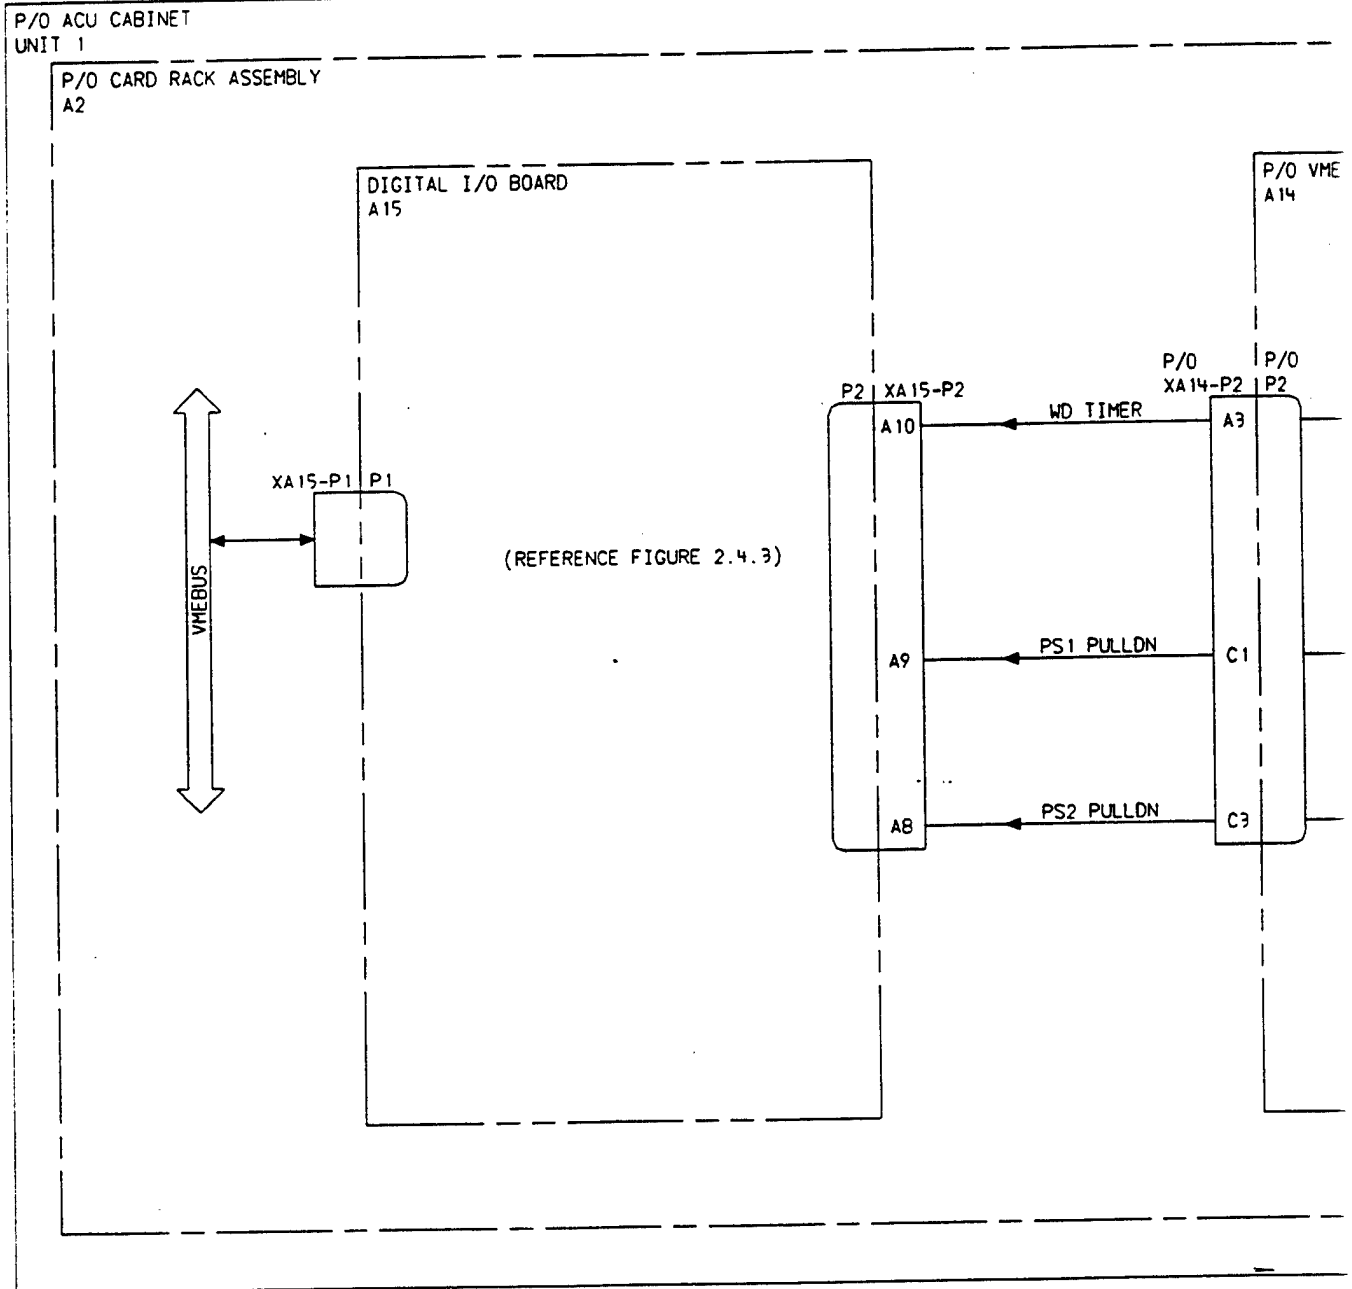 P/O ACU CABINET
UNIT 1
P/O CARD RACK ASSEMBLY
A2
DIGITAL I/O BOARD
A15
P/O VME
A14
P/O P/O
XA14-P2 P2
P2 XA15-P2
A10
WD TIMER
A3
XA15-P1 P1
(REFERENCE FIGURE 2.4.3)
VMEBUS
A9
PS1 PULLDN
C1
A8
PS2 PULLDN
C3